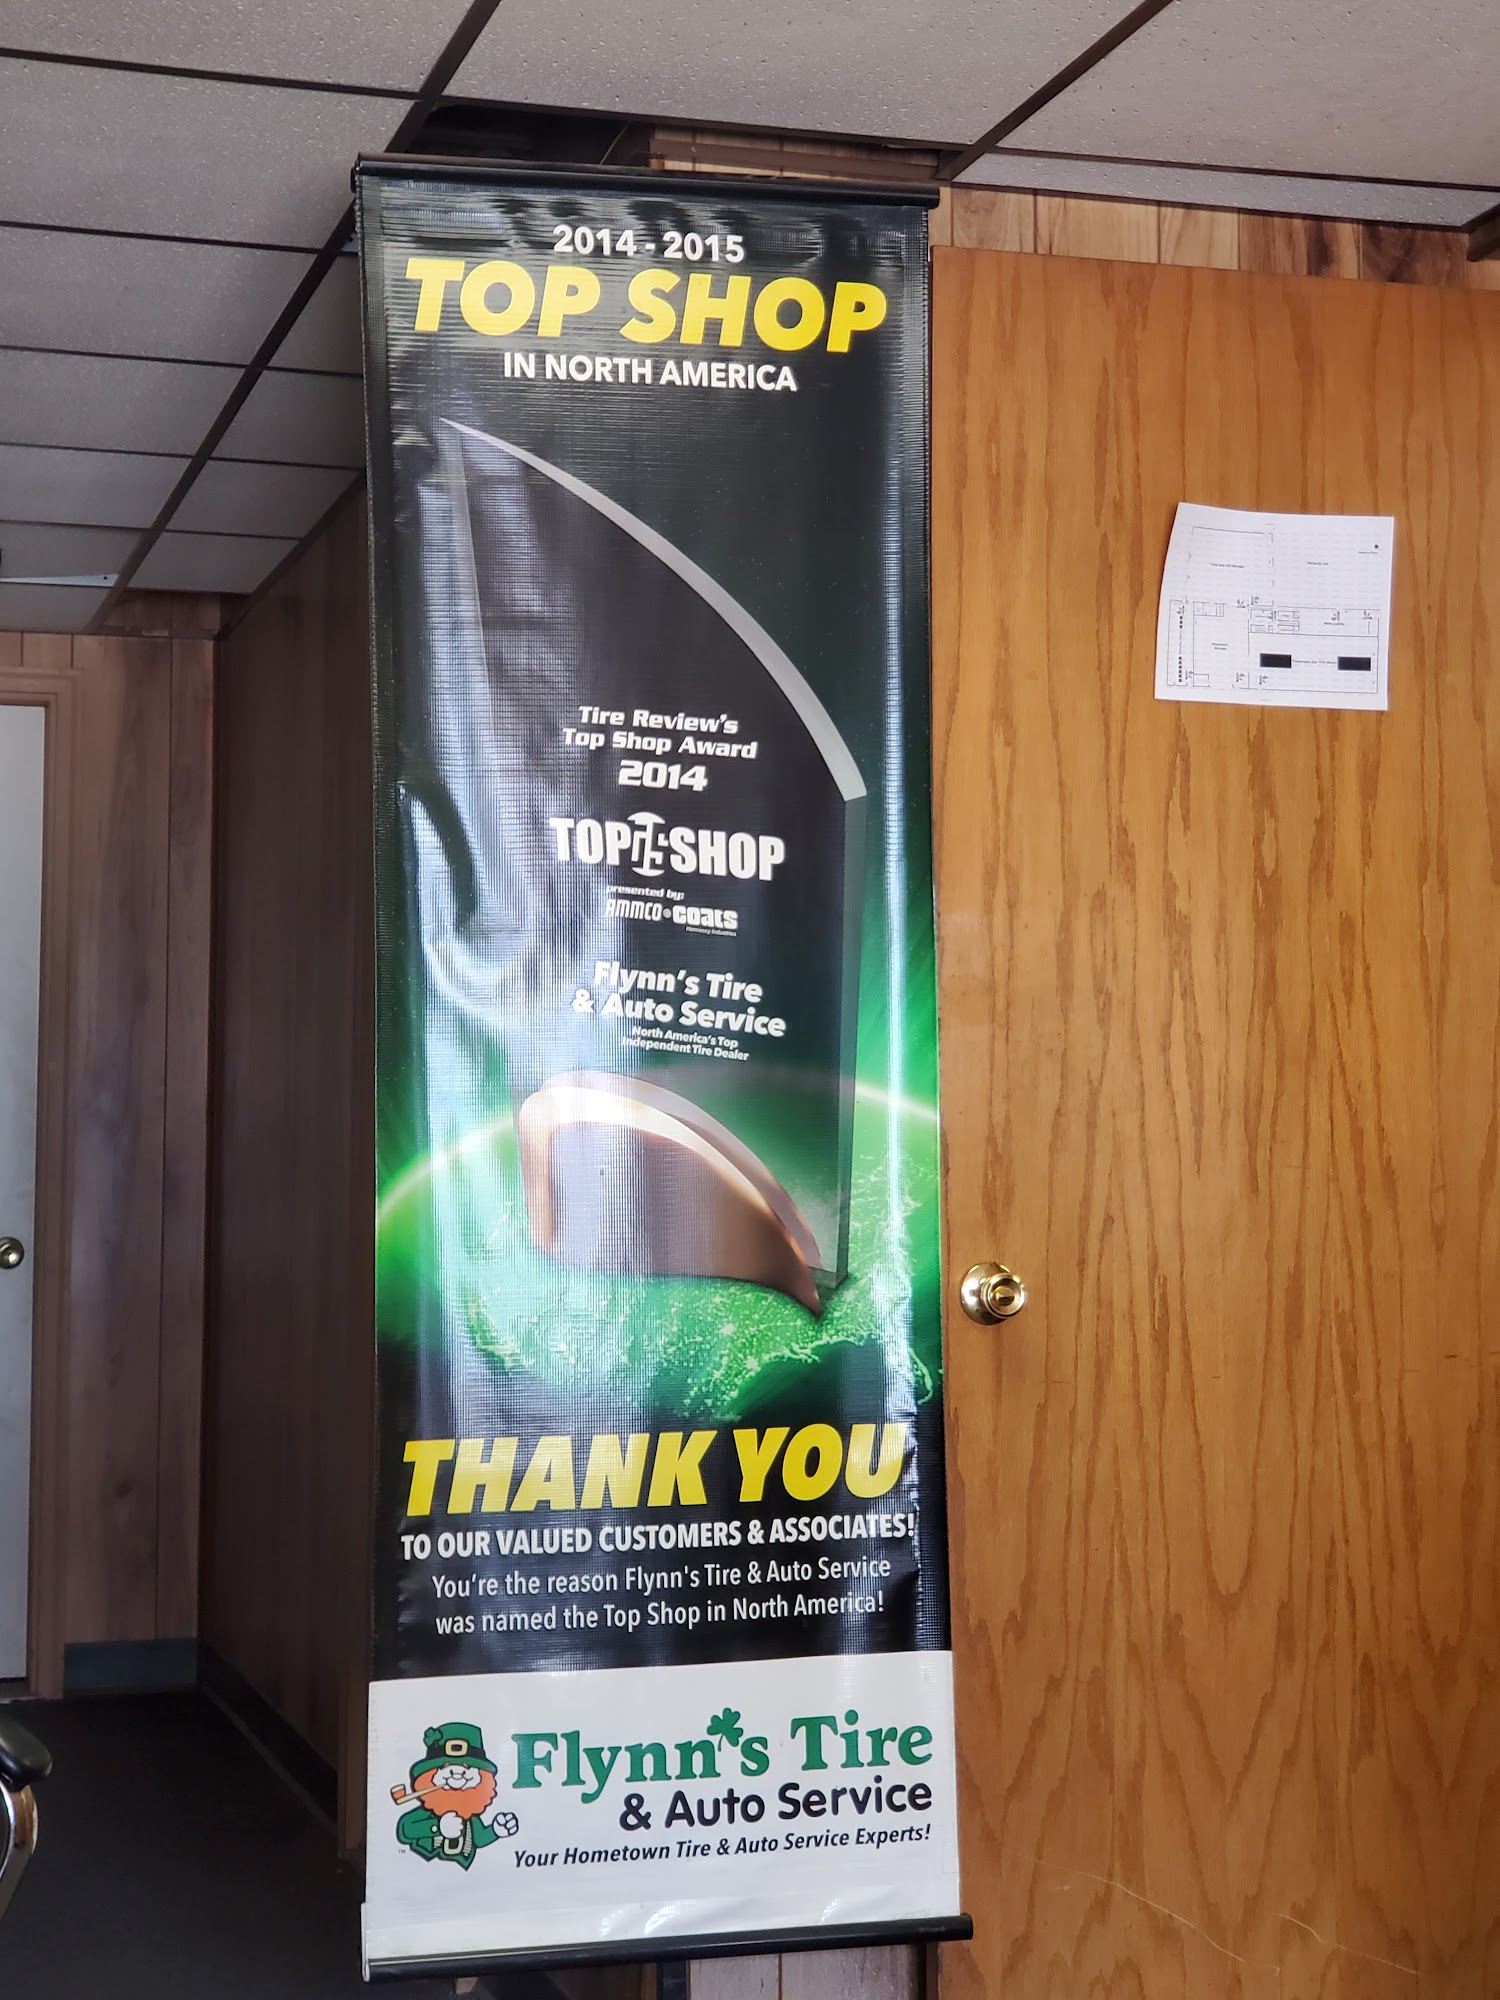 2014 - 2015
TOP SHOP
IN NORTH AMERICA
Tire Review's
Top Shop Award
2014
TOP SHOP
presented by:
AMMCO COATS
Hennessy Industries
Flynn's Tire
& Auto Service
North America's Top
Independent Tire Dealer
THANK YOU
TO OUR VALUED CUSTOMERS & ASSOCIATES!
You're the reason Flynn's Tire & Auto Service
was named the Top Shop in North America!
Flynn's Tire
& Auto Service
Your Hometown Tire & Auto Service Experts!
TM